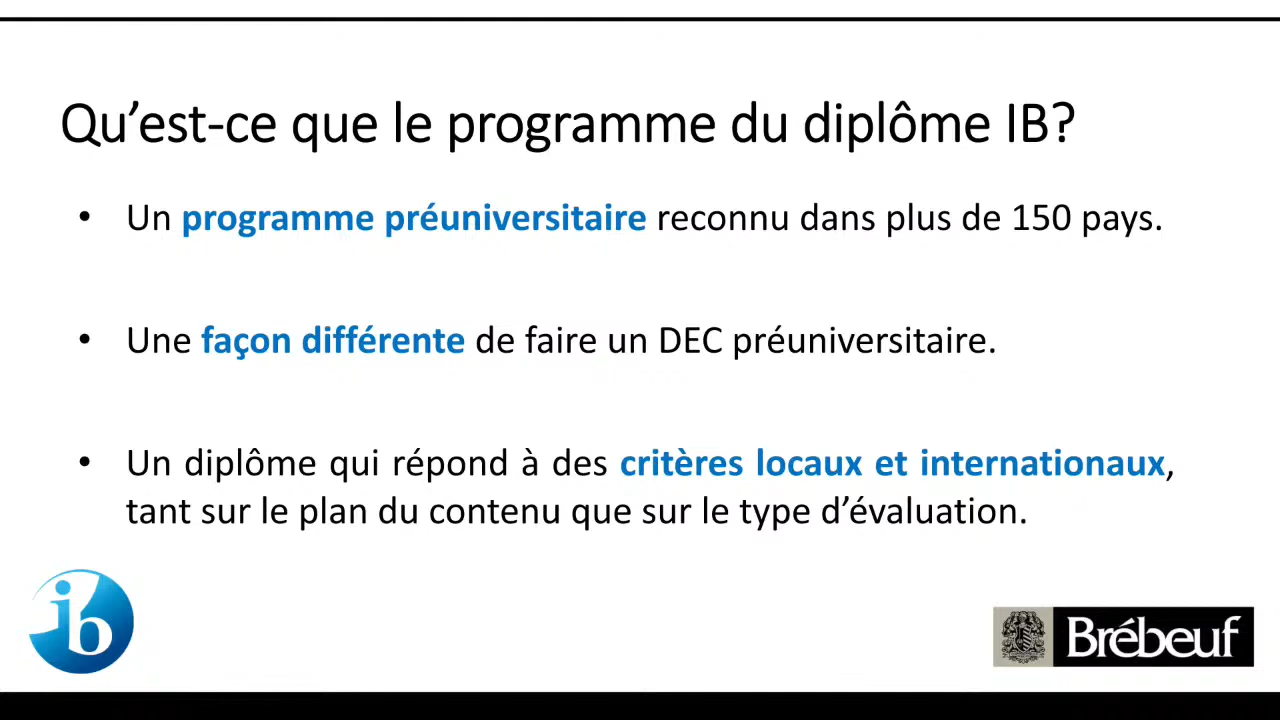 Qu’est-ce que le programme du diplôme IB?
• Un programme préuniversitaire reconnu dans plus de 150 pays.
• Une façon différente de faire un DEC préuniversitaire.
• Un diplôme qui répond à des critères locaux et internationaux,
tant sur le plan du contenu que sur le type d’évaluation.
ib
Brébeuf